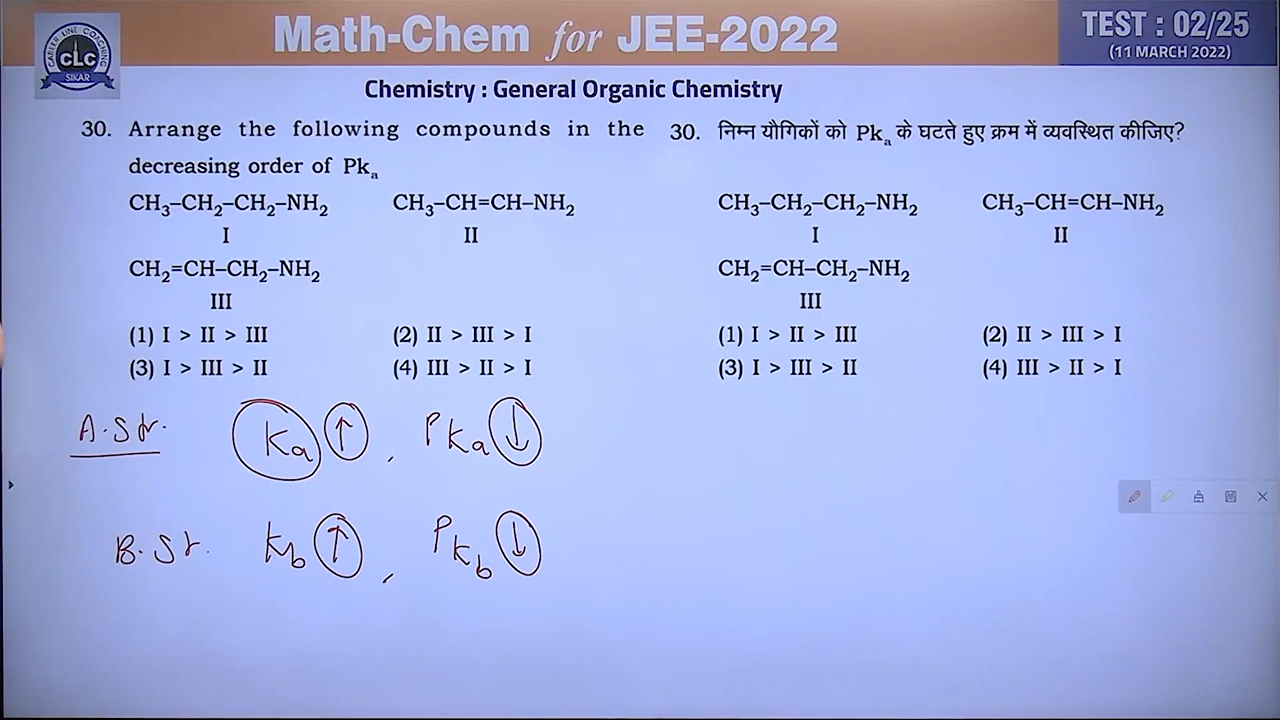 CAREER LINE COACHING
CLC
SIKAR
Math-Chem for JEE-2022
TEST : 02/25
(11 MARCH 2022)
Chemistry : General Organic Chemistry
30. Arrange the following compounds in the
decreasing order of Pkₐ
CH₃–CH₂–CH₂–NH₂ CH₃–CH=CH–NH₂
I II
CH₂=CH–CH₂–NH₂
III
(1) I > II > III (2) II > III > I
(3) I > III > II (4) III > II > I
30. निम्न यौगिकों को Pkₐ के घटते हुए क्रम में व्यवस्थित कीजिए?
CH₃–CH₂–CH₂–NH₂ CH₃–CH=CH–NH₂
I II
CH₂=CH–CH₂–NH₂
III
(1) I > II > III (2) II > III > I
(3) I > III > II (4) III > II > I
A.Str. Ka ↑ , PKa ↓
B.Str. Kb ↑ , PKb ↓